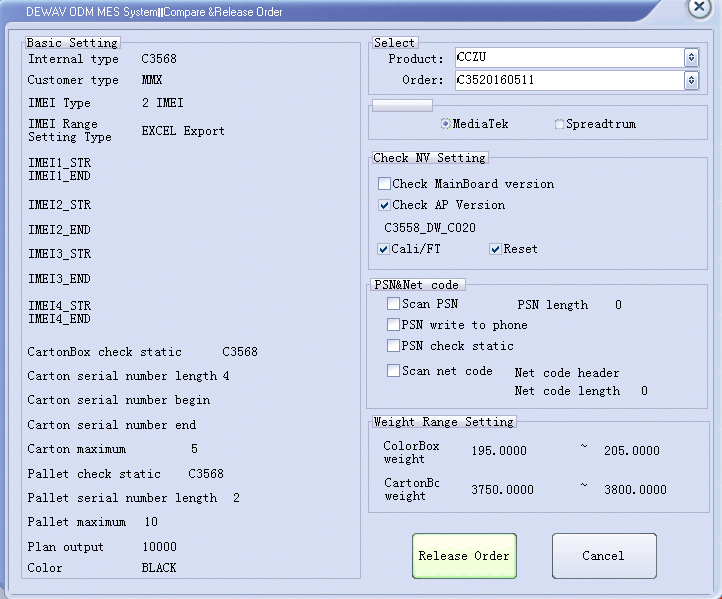 DEWAV ODM MES System||Compare &Release Order
Basic Setting
Internal type C3568
Customer type MMX
IMEI Type 2 IMEI
IMEI Range
Setting Type EXCEL Export
IMEI1_STR
IMEI1_END
IMEI2_STR
IMEI2_END
IMEI3_STR
IMEI3_END
IMEI4_STR
IMEI4_END
CartonBox check static C3568
Carton serial number length 4
Carton serial number begin
Carton serial number end
Carton maximum 5
Pallet check static C3568
Pallet serial number length 2
Pallet maximum 10
Plan output 10000
Color BLACK
Select
Product: CCZU
Order: C3520160511
MediaTek Spreadtrum
Check NV Setting
Check MainBoard version
Check AP Version
C3558_DW_C020
Cali/FT Reset
PSN&Net code
Scan PSN PSN length 0
PSN write to phone
PSN check static
Scan net code Net code header
Net code length 0
Weight Range Setting
ColorBox
weight 195.0000 ~ 205.0000
CartonBc
weight 3750.0000 ~ 3800.0000
Release Order Cancel